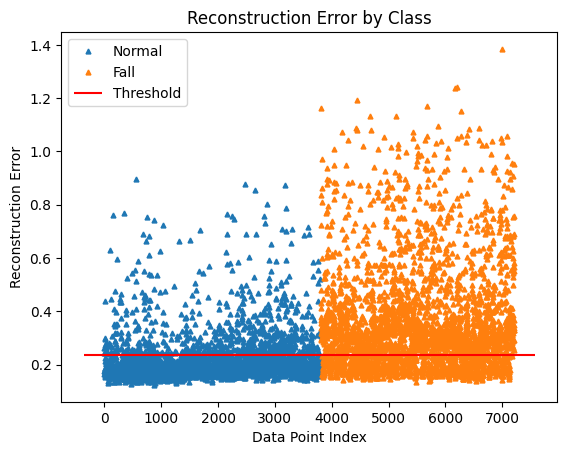 Reconstruction Error by Class
Normal
Fall
Threshold
Reconstruction Error
1.4
1.2
1.0
0.8
0.6
0.4
0.2
0 1000 2000 3000 4000 5000 6000 7000
Data Point Index